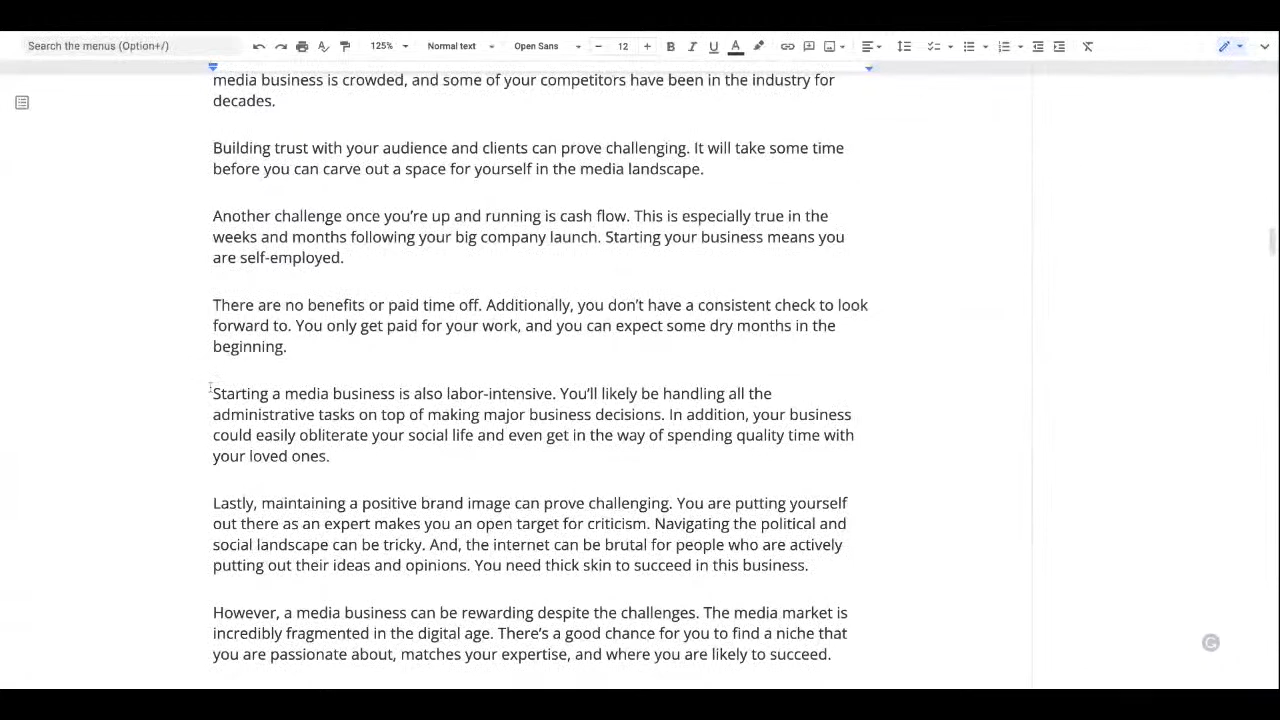 Search the menus (Option+/)
125%
Normal text
Open Sans
12
media business is crowded, and some of your competitors have been in the industry for
decades.
Building trust with your audience and clients can prove challenging. It will take some time
before you can carve out a space for yourself in the media landscape.
Another challenge once you’re up and running is cash flow. This is especially true in the
weeks and months following your big company launch. Starting your business means you
are self-employed.
There are no benefits or paid time off. Additionally, you don’t have a consistent check to look
forward to. You only get paid for your work, and you can expect some dry months in the
beginning.
Starting a media business is also labor-intensive. You’ll likely be handling all the
administrative tasks on top of making major business decisions. In addition, your business
could easily obliterate your social life and even get in the way of spending quality time with
your loved ones.
Lastly, maintaining a positive brand image can prove challenging. You are putting yourself
out there as an expert makes you an open target for criticism. Navigating the political and
social landscape can be tricky. And, the internet can be brutal for people who are actively
putting out their ideas and opinions. You need thick skin to succeed in this business.
However, a media business can be rewarding despite the challenges. The media market is
incredibly fragmented in the digital age. There’s a good chance for you to find a niche that
you are passionate about, matches your expertise, and where you are likely to succeed.